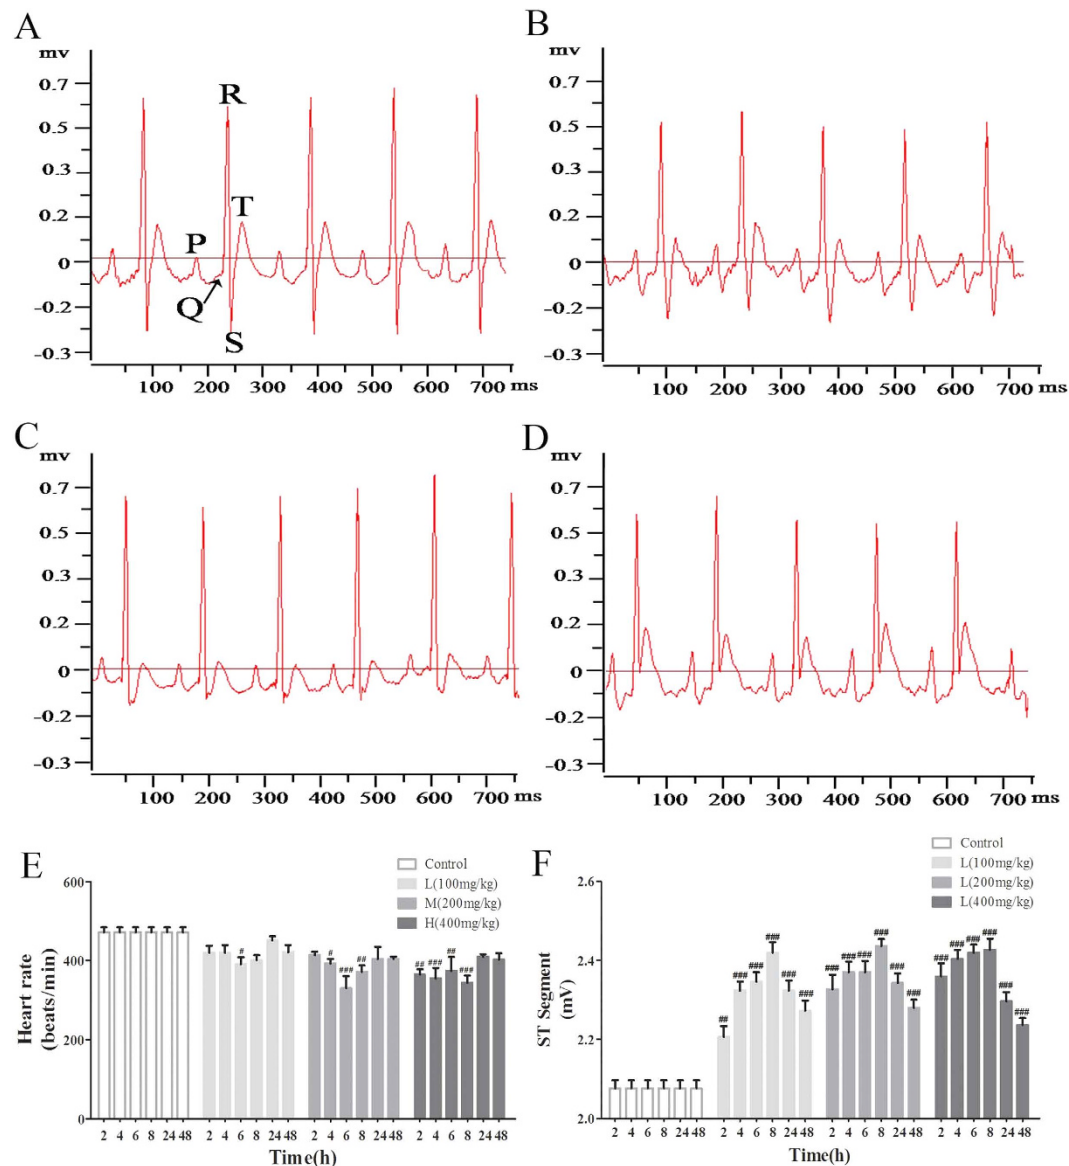 A
mv
0.7
0.5
0.3
0.2
0
-0.2
-0.3
R
T
P
Q
S
100 200 300 400 500 600 700 ms
B
mv
0.7
0.5
0.3
0.2
0
-0.2
-0.3
100 200 300 400 500 600 700 ms
C
mv
0.7
0.5
0.3
0.2
0
-0.2
-0.3
100 200 300 400 500 600 700 ms
D
mv
0.7
0.5
0.3
0.2
0
-0.2
-0.3
100 200 300 400 500 600 700 ms
E
Control
L(100mg/kg)
M(200mg/kg)
H(400mg/kg)
Heart rate
(beats/min)
600
400
200
0
# # ### ## ## ### ## ###
2 4 6 8 24 48 2 4 6 8 24 48 2 4 6 8 24 48 2 4 6 8 24 48
Time(h)
F
Control
L(100mg/kg)
L(200mg/kg)
L(400mg/kg)
ST Segment
(mV)
2.6
2.4
2.2
2.0
## ### ### ### ### ### ### ### ### ### ### ### ### ### ### ### ### ###
2 4 6 8 24 48 2 4 6 8 24 48 2 4 6 8 24 48 2 4 6 8 24 48
Time(h)